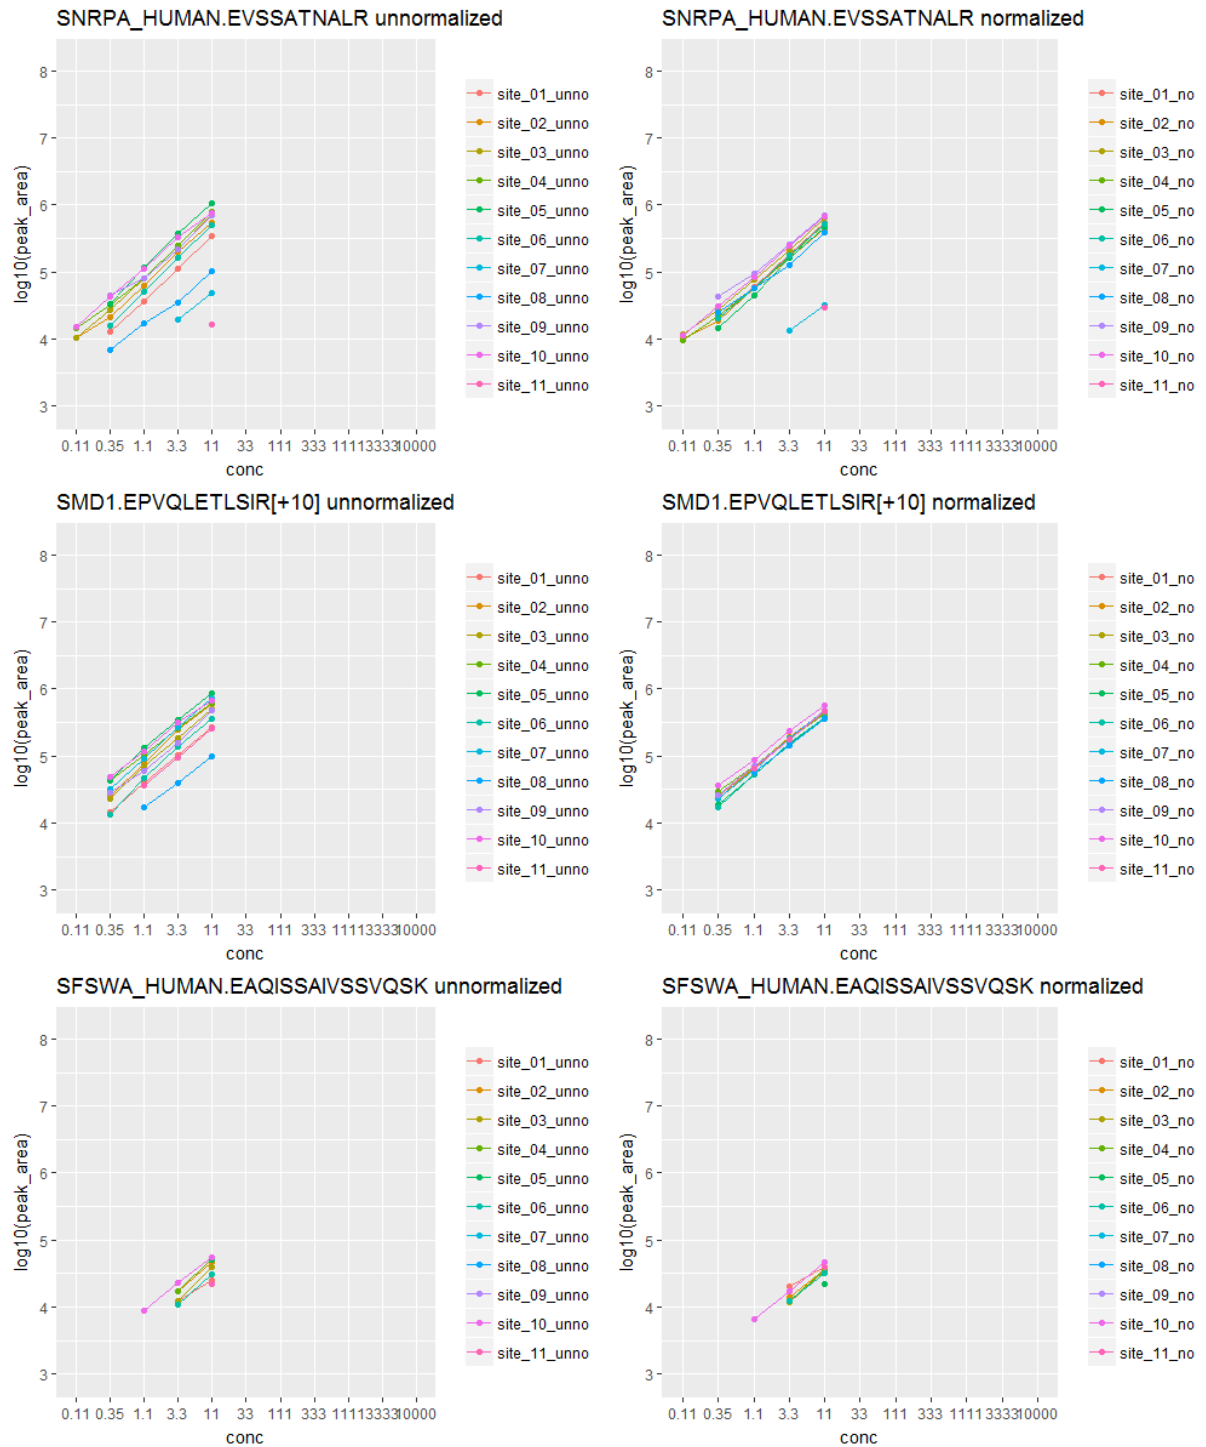 SNRPA_HUMAN.EVSSATNALR unnormalized
8
7
6
5
4
3
log10(peak_area)
0.11 0.35 1.1 3.3 11 33 111 333 1111 3333 10000
conc
site_01_unno
site_02_unno
site_03_unno
site_04_unno
site_05_unno
site_06_unno
site_07_unno
site_08_unno
site_09_unno
site_10_unno
site_11_unno
SNRPA_HUMAN.EVSSATNALR normalized
8
7
6
5
4
3
log10(peak_area)
0.11 0.35 1.1 3.3 11 33 111 333 1111 3333 10000
conc
site_01_no
site_02_no
site_03_no
site_04_no
site_05_no
site_06_no
site_07_no
site_08_no
site_09_no
site_10_no
site_11_no
SMD1.EPVQLETLSIR[+10] unnormalized
8
7
6
5
4
3
log10(peak_area)
0.11 0.35 1.1 3.3 11 33 111 333 1111 3333 10000
conc
site_01_unno
site_02_unno
site_03_unno
site_04_unno
site_05_unno
site_06_unno
site_07_unno
site_08_unno
site_09_unno
site_10_unno
site_11_unno
SMD1.EPVQLETLSIR[+10] normalized
8
7
6
5
4
3
log10(peak_area)
0.11 0.35 1.1 3.3 11 33 111 333 1111 3333 10000
conc
site_01_no
site_02_no
site_03_no
site_04_no
site_05_no
site_06_no
site_07_no
site_08_no
site_09_no
site_10_no
site_11_no
SFSWA_HUMAN.EAQISSAIVSSVQSK unnormalized
8
7
6
5
4
3
log10(peak_area)
0.11 0.35 1.1 3.3 11 33 111 333 1111 3333 10000
conc
site_01_unno
site_02_unno
site_03_unno
site_04_unno
site_05_unno
site_06_unno
site_07_unno
site_08_unno
site_09_unno
site_10_unno
site_11_unno
SFSWA_HUMAN.EAQISSAIVSSVQSK normalized
8
7
6
5
4
3
log10(peak_area)
0.11 0.35 1.1 3.3 11 33 111 333 1111 3333 10000
conc
site_01_no
site_02_no
site_03_no
site_04_no
site_05_no
site_06_no
site_07_no
site_08_no
site_09_no
site_10_no
site_11_no